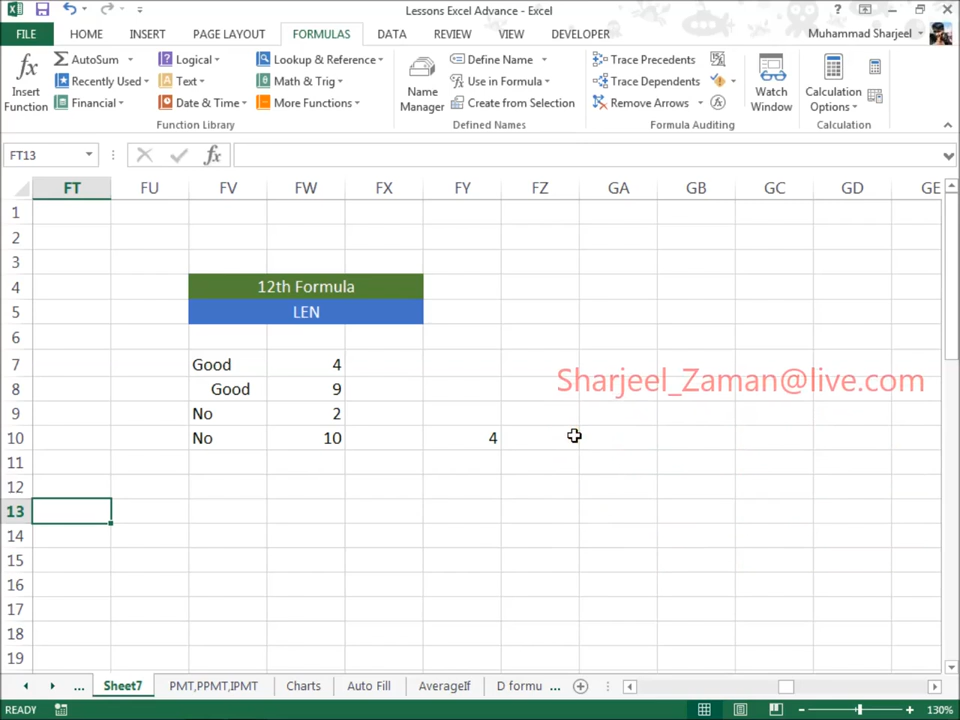 Lessons Excel Advance - Excel
?
FILE HOME INSERT PAGE LAYOUT FORMULAS DATA REVIEW VIEW DEVELOPER Muhammad Sharjeel
fx Insert Function
Σ AutoSum Logical Lookup & Reference
Recently Used Text Math & Trig
Financial Date & Time More Functions
Function Library
Name Manager
Define Name
Use in Formula
Create from Selection
Defined Names
Trace Precedents
Trace Dependents
Remove Arrows
Formula Auditing
Watch Window
Calculation Options
Calculation
FT13 fx
FT FU FV FW FX FY FZ GA GB GC GD GE
1
2
3
4 12th Formula
5 LEN
6
7 Good 4
Sharjeel_Zaman@live.com
8 Good 9
9 No 2
10 No 10 4
11
12
13
14
15
16
17
18
19
... Sheet7 PMT,PPMT,IPMT Charts Auto Fill AverageIf D formu ...
READY 130%